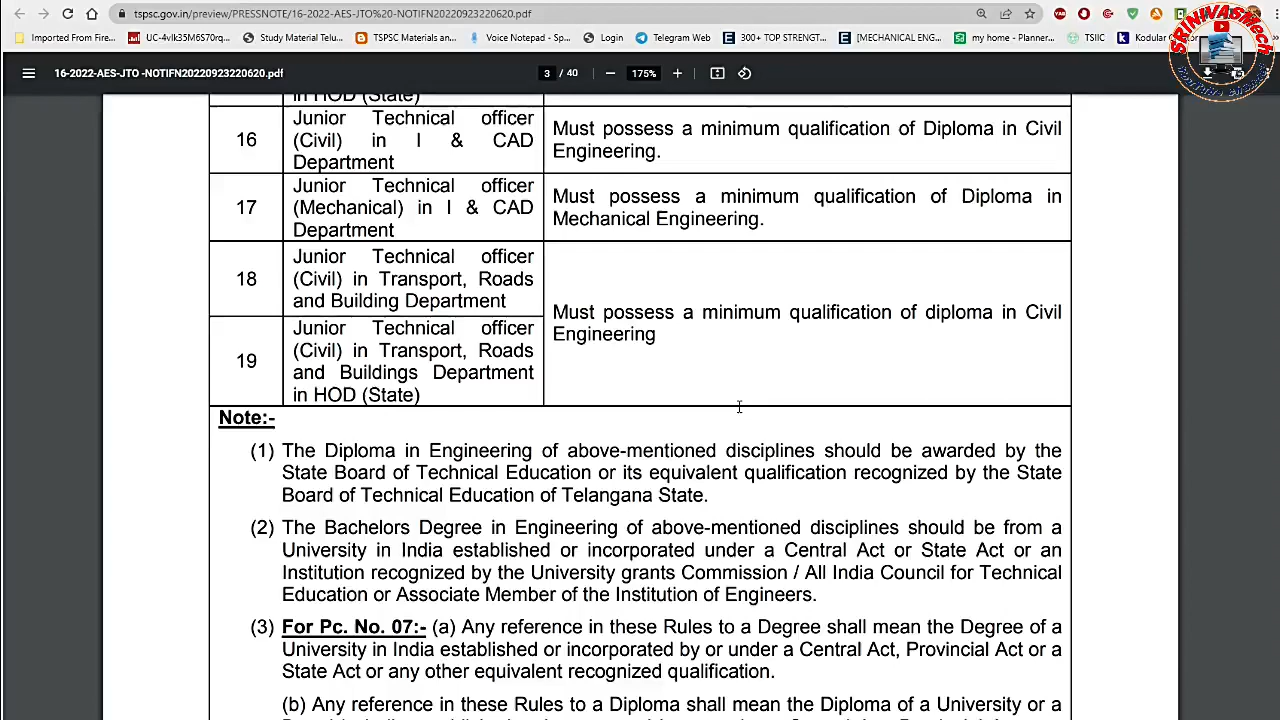 tspsc.gov.in/preview/PRESSNOTE/16-2022-AES-JTO%20-NOTIFN20220923220620.pdf
Imported From Fire... UC-4vlk35M6S70rq... Study Material Telu... TSPSC Materials an... Voice Notepad - Sp... Login Telegram Web 300+ TOP STRENGT... [MECHANICAL ENG... my home - Planner... TSIIC Kodular
SRINIVASMech
YouTube Channel
16-2022-AES-JTO -NOTIFN20220923220620.pdf 3 / 40 175%
in HOD (State)
16 Junior Technical officer (Civil) in I & CAD Department Must possess a minimum qualification of Diploma in Civil Engineering.
17 Junior Technical officer (Mechanical) in I & CAD Department Must possess a minimum qualification of Diploma in Mechanical Engineering.
18 Junior Technical officer (Civil) in Transport, Roads and Building Department Must possess a minimum qualification of diploma in Civil Engineering
19 Junior Technical officer (Civil) in Transport, Roads and Buildings Department in HOD (State)
Note:-
(1) The Diploma in Engineering of above-mentioned disciplines should be awarded by the
State Board of Technical Education or its equivalent qualification recognized by the State
Board of Technical Education of Telangana State.
(2) The Bachelors Degree in Engineering of above-mentioned disciplines should be from a
University in India established or incorporated under a Central Act or State Act or an
Institution recognized by the University grants Commission / All India Council for Technical
Education or Associate Member of the Institution of Engineers.
(3) For Pc. No. 07:- (a) Any reference in these Rules to a Degree shall mean the Degree of a
University in India established or incorporated by or under a Central Act, Provincial Act or a
State Act or any other equivalent recognized qualification.
(b) Any reference in these Rules to a Diploma shall mean the Diploma of a University or a